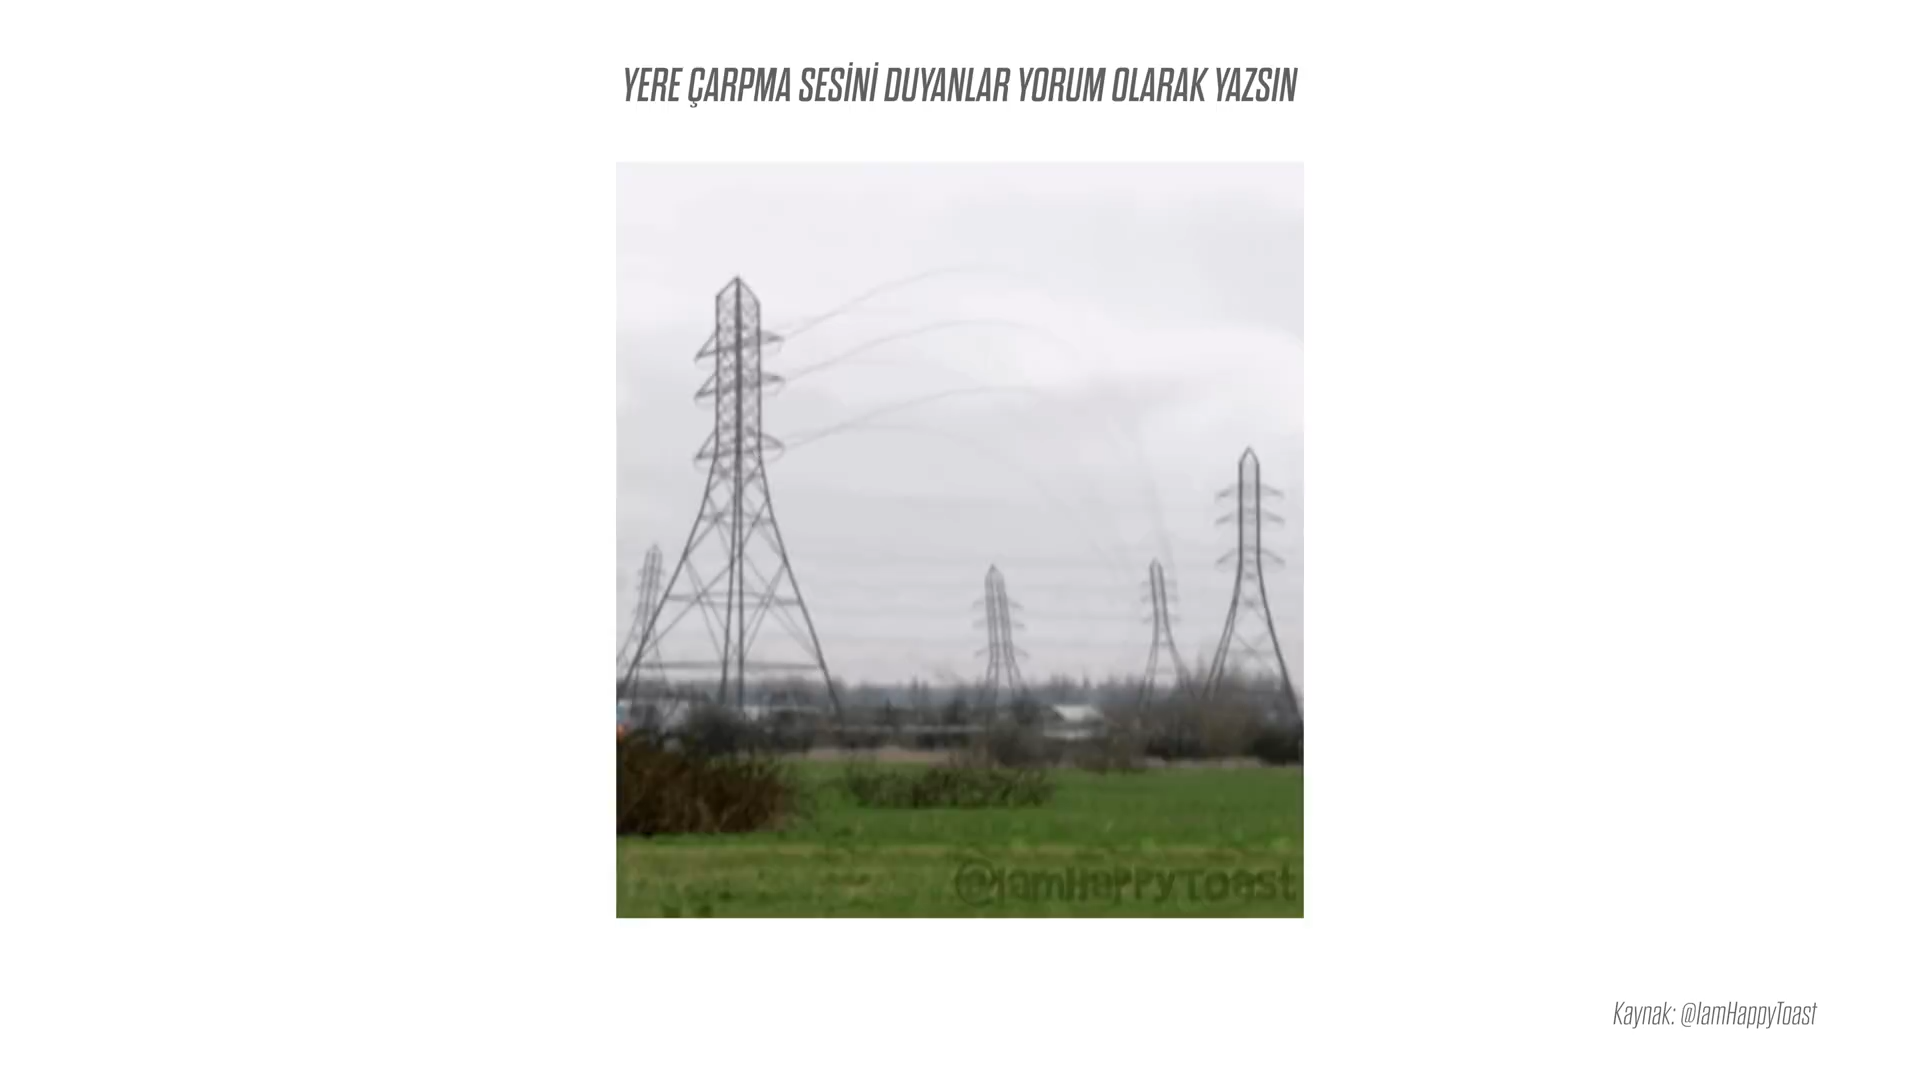 YERE ÇARPMA SESİNİ DUYANLAR YORUM OLARAK YAZSIN
@IamHappyToast
Kaynak: @IamHappyToast